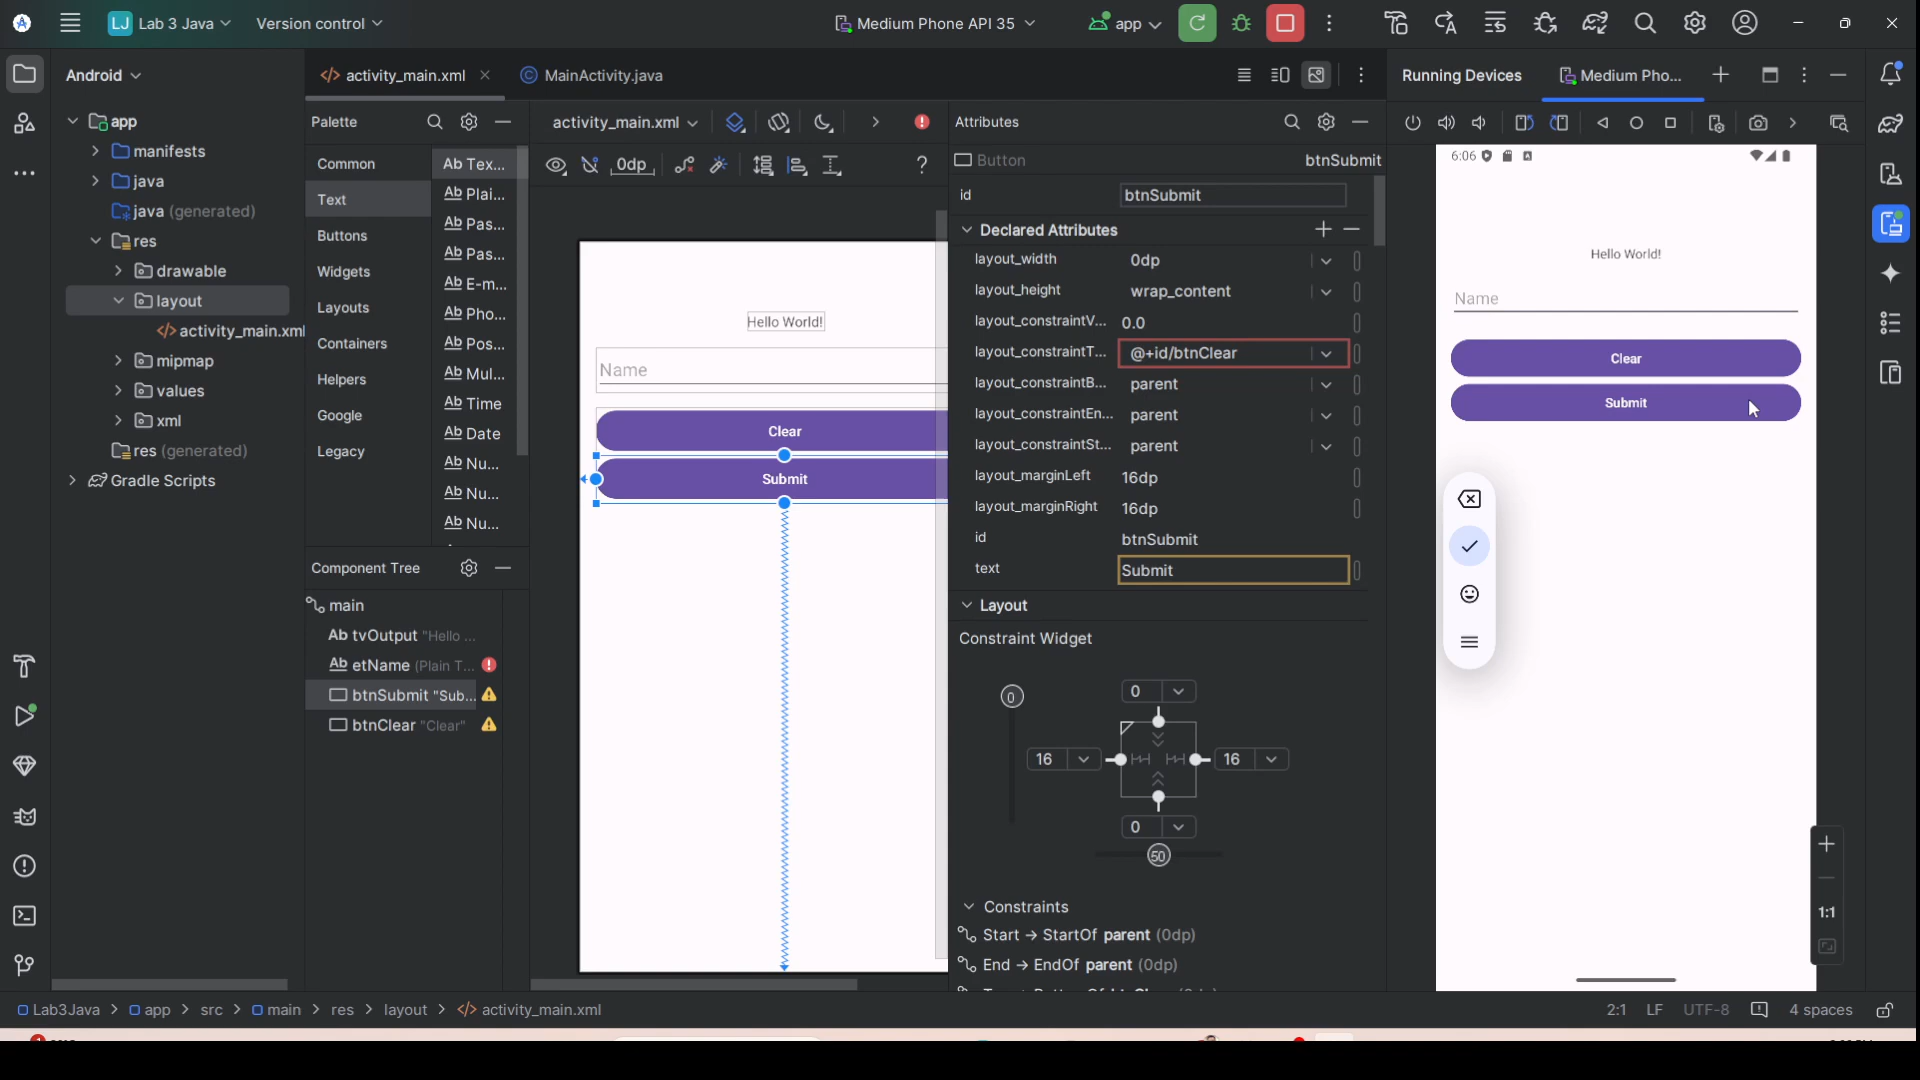 LJ Lab 3 Java Version control Medium Phone API 35 app
Android
app
manifests
java
java (generated)
res
drawable
layout
activity_main.xml
mipmap
values
xml
res (generated)
Gradle Scripts
activity_main.xml
MainActivity.java
Palette
Common
Text
Buttons
Widgets
Layouts
Containers
Helpers
Google
Legacy
Ab Tex...
Ab Plai...
Ab Pas...
Ab Pas...
Ab E-m...
Ab Pho...
Ab Pos...
Ab Mul...
Ab Time
Ab Date
Ab Nu...
Ab Nu...
Ab Nu...
Component Tree
main
Ab tvOutput "Hello ...
Ab etName (Plain T...
btnSubmit "Sub...
btnClear "Clear"
activity_main.xml
0dp
?
Hello World!
Name
Clear
Submit
Attributes
Button btnSubmit
id btnSubmit
Declared Attributes
layout_width 0dp
layout_height wrap_content
layout_constraintV... 0.0
layout_constraintT... @+id/btnClear
layout_constraintB... parent
layout_constraintEn... parent
layout_constraintSt... parent
layout_marginLeft 16dp
layout_marginRight 16dp
id btnSubmit
text Submit
Layout
Constraint Widget
0
0
16
16
0
50
Constraints
Start → StartOf parent (0dp)
End → EndOf parent (0dp)
Running Devices Medium Pho...
6:06
Hello World!
Name
Clear
Submit
1:1
Lab3Java > app > src > main > res > layout > activity_main.xml
2:1 LF UTF-8 4 spaces